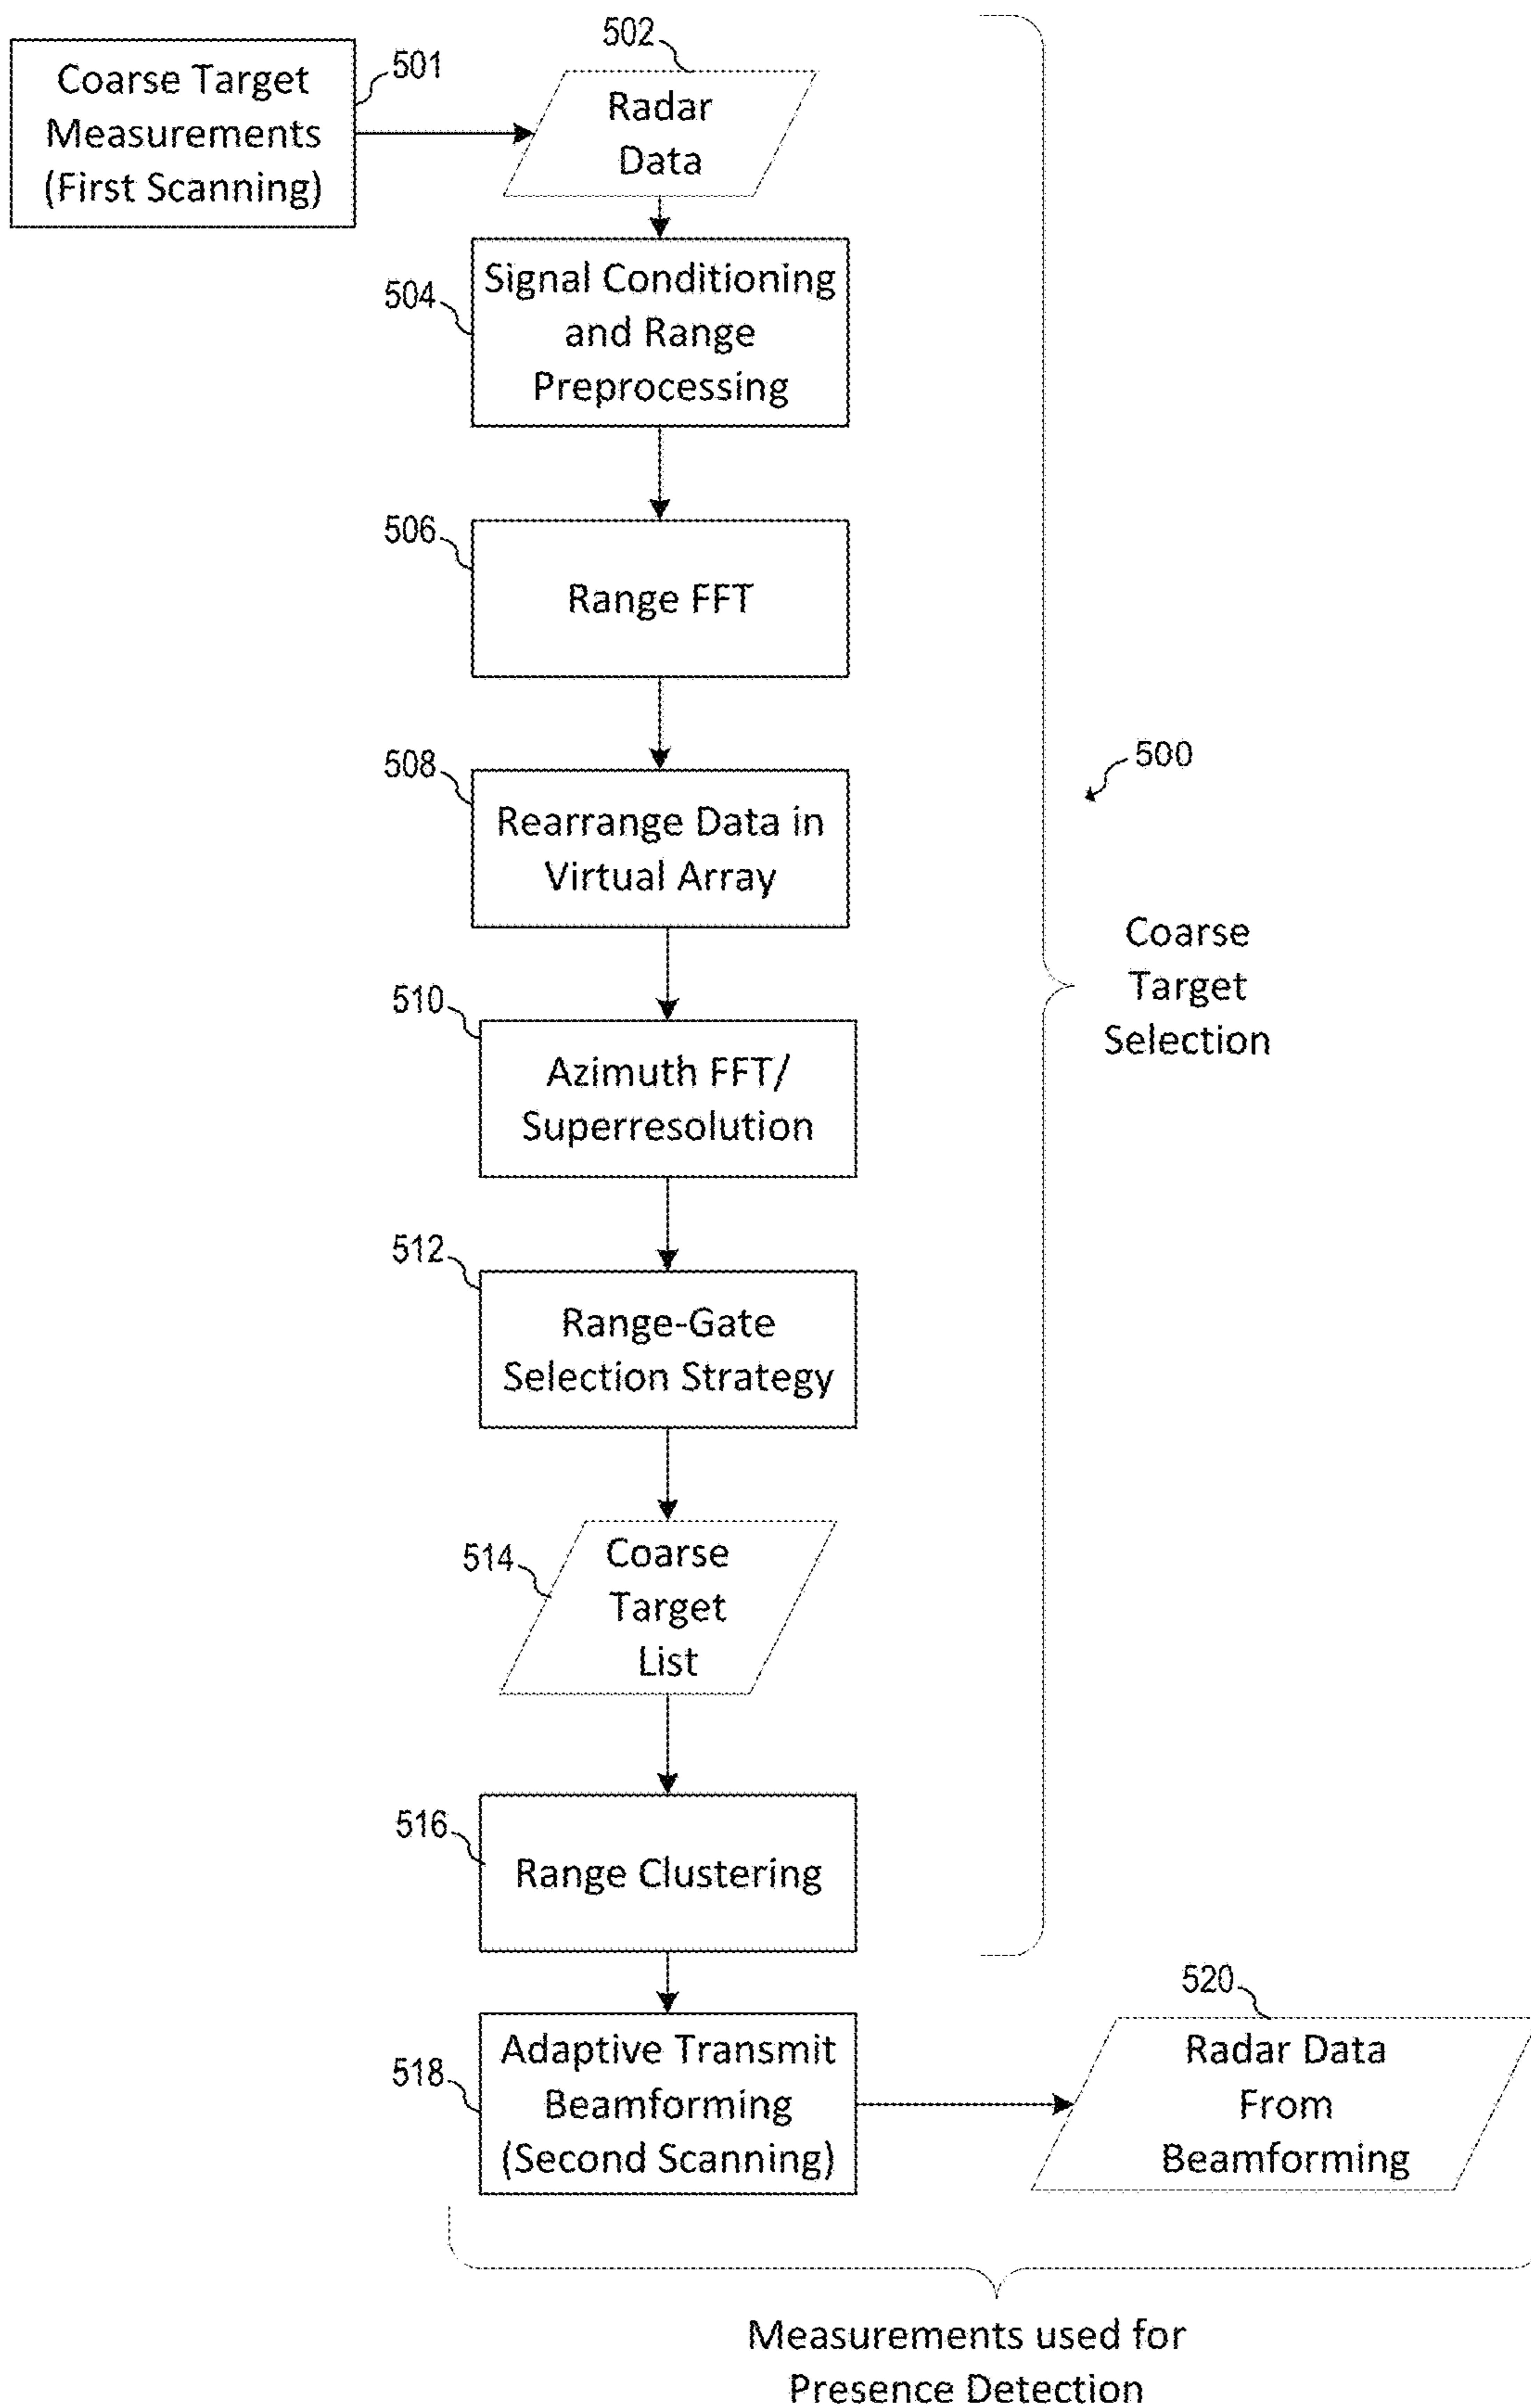 502
Coarse Target
Measurements
(First Scanning)
501
Radar
Data
504
Signal Conditioning
and Range
Preprocessing
506
Range FFT
508
Rearrange Data in
Virtual Array
500
Coarse
Target
Selection
510
Azimuth FFT/
Superresolution
512
Range-Gate
Selection Strategy
514
Coarse
Target
List
516
Range Clustering
518
Adaptive Transmit
Beamforming
(Second Scanning)
520
Radar Data
From
Beamforming
Measurements used for
Presence Detection